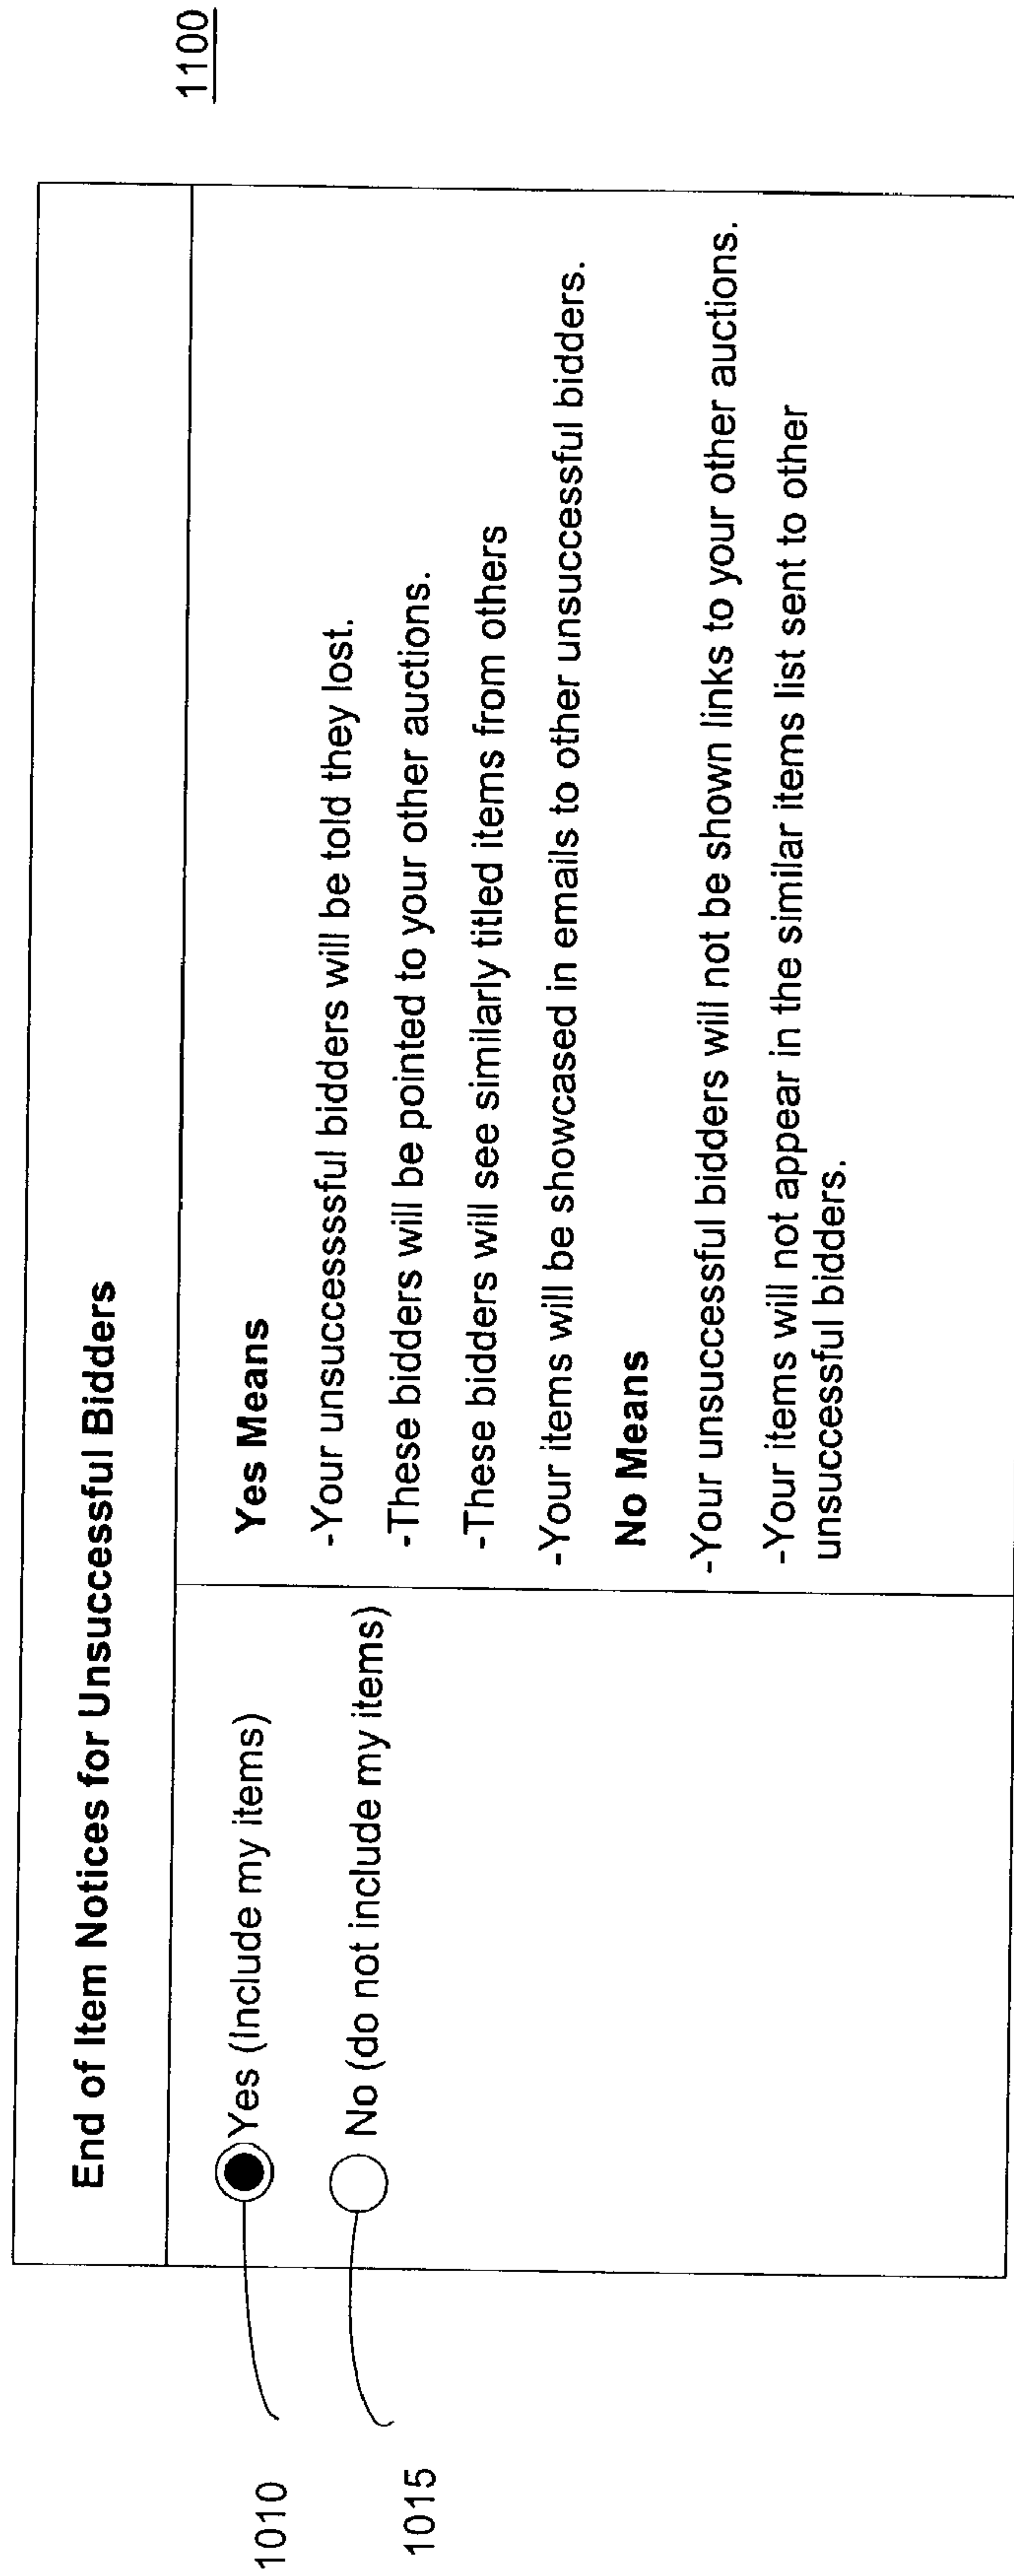 1100
End of Item Notices for Unsuccessful Bidders
1010
Yes (Include my items)
1015
No (do not include my items)
Yes Means
-Your unsuccessssful bidders will be told they lost.
-These bidders will be pointed to your other auctions.
-These bidders will see similarly titled items from others
-Your items will be showcased in emails to other unsuccessful bidders.
No Means
-Your unsuccessful bidders will not be shown links to your other auctions.
-Your items will not appear in the similar items list sent to other
unsuccessful bidders.